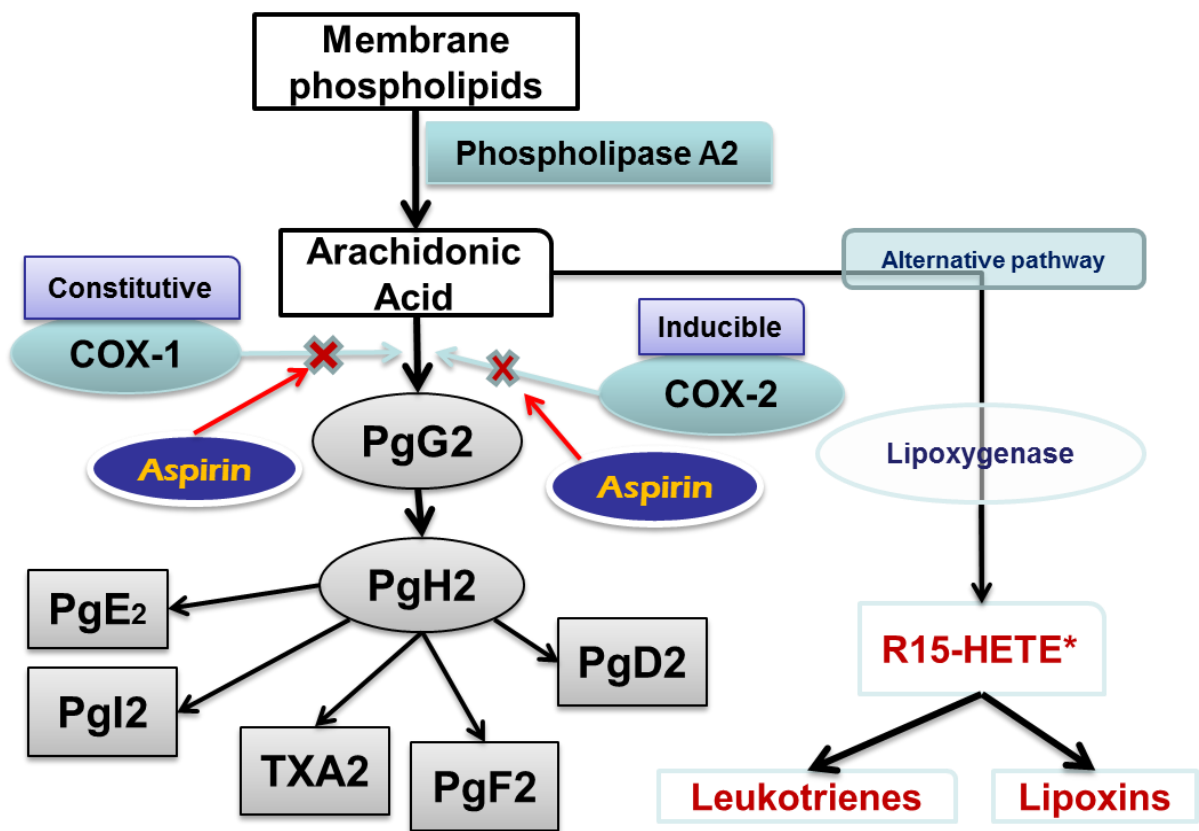 Membrane
phospholipids
Phospholipase A2
Arachidonic
Acid
Alternative pathway
Constitutive
COX-1
Inducible
COX-2
PgG2
Lipoxygenase
Aspirin
Aspirin
PgH2
PgE2
PgI2
TXA2
PgF2
PgD2
R15-HETE*
Leukotrienes
Lipoxins